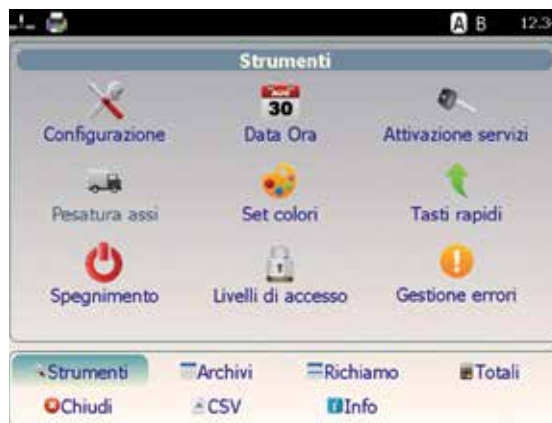 A B 12.3
Strumenti
AUG
30
Configurazione Data Ora Attivazione servizi
Pesatura assi Set colori Tasti rapidi
Spegnimento Livelli di accesso Gestione errori
Strumenti Archivi Richiamo Totali
Chiudi CSV Info